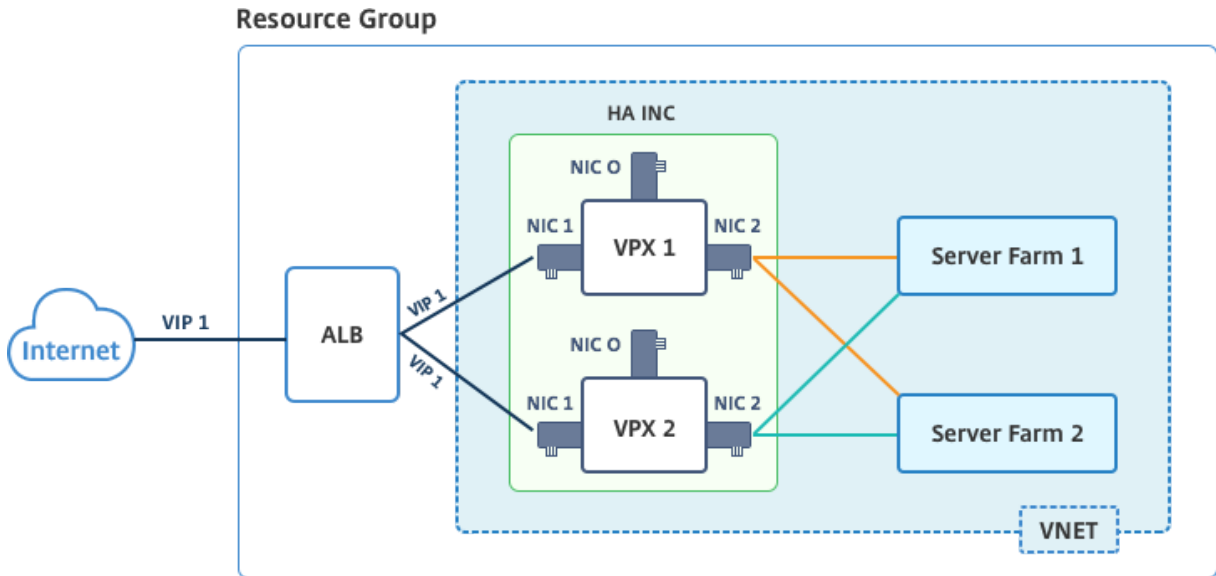 Resource Group
HA INC
NIC O
NIC 1
VPX 1
NIC 2
Server Farm 1
VIP 1
VIP 1
ALB
Internet
VIP 1
NIC O
NIC 1
VPX 2
NIC 2
Server Farm 2
VNET